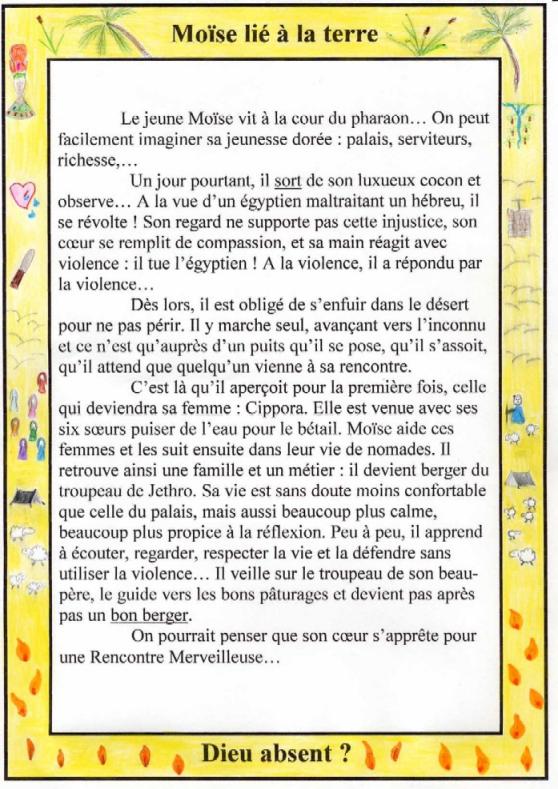 Moïse lié à la terre
Le jeune Moïse vit à la cour du pharaon… On peut
facilement imaginer sa jeunesse dorée : palais, serviteurs,
richesse,…
Un jour pourtant, il sort de son luxueux cocon et
observe… A la vue d’un égyptien maltraitant un hébreu, il
se révolte ! Son regard ne supporte pas cette injustice, son
cœur se remplit de compassion, et sa main réagit avec
violence : il tue l’égyptien ! A la violence, il a répondu par
la violence…
Dès lors, il est obligé de s’enfuir dans le désert
pour ne pas périr. Il y marche seul, avançant vers l’inconnu
et ce n’est qu’auprès d’un puits qu’il se pose, qu’il s’assoit,
qu’il attend que quelqu’un vienne à sa rencontre.
C’est là qu’il aperçoit pour la première fois, celle
qui deviendra sa femme : Cippora. Elle est venue avec ses
six sœurs puiser de l’eau pour le bétail. Moïse aide ces
femmes et les suit ensuite dans leur vie de nomades. Il
retrouve ainsi une famille et un métier : il devient berger du
troupeau de Jethro. Sa vie est sans doute moins confortable
que celle du palais, mais aussi beaucoup plus calme,
beaucoup plus propice à la réflexion. Peu à peu, il apprend
à écouter, regarder, respecter la vie et la défendre sans
utiliser la violence… Il veille sur le troupeau de son beau-
père, le guide vers les bons pâturages et devient pas après
pas un bon berger.
On pourrait penser que son cœur s’apprête pour
une Rencontre Merveilleuse…
Dieu absent ?